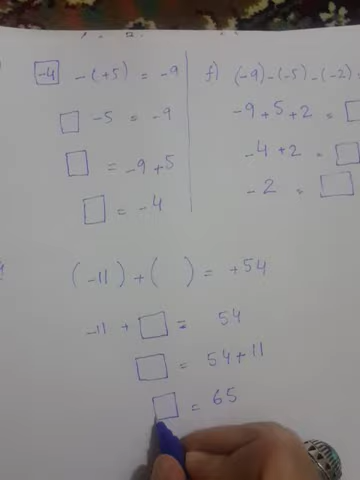 -4 -(+5) = -9
□ -5 = -9
□ = -9+5
□ = -4
f) (-9)-(-5)-(-2)
-9+5+2 = □
-4+2 = □
-2 = □
(-11) + ( ) = +54
-11 + □ = 54
□ = 54+11
□ = 65